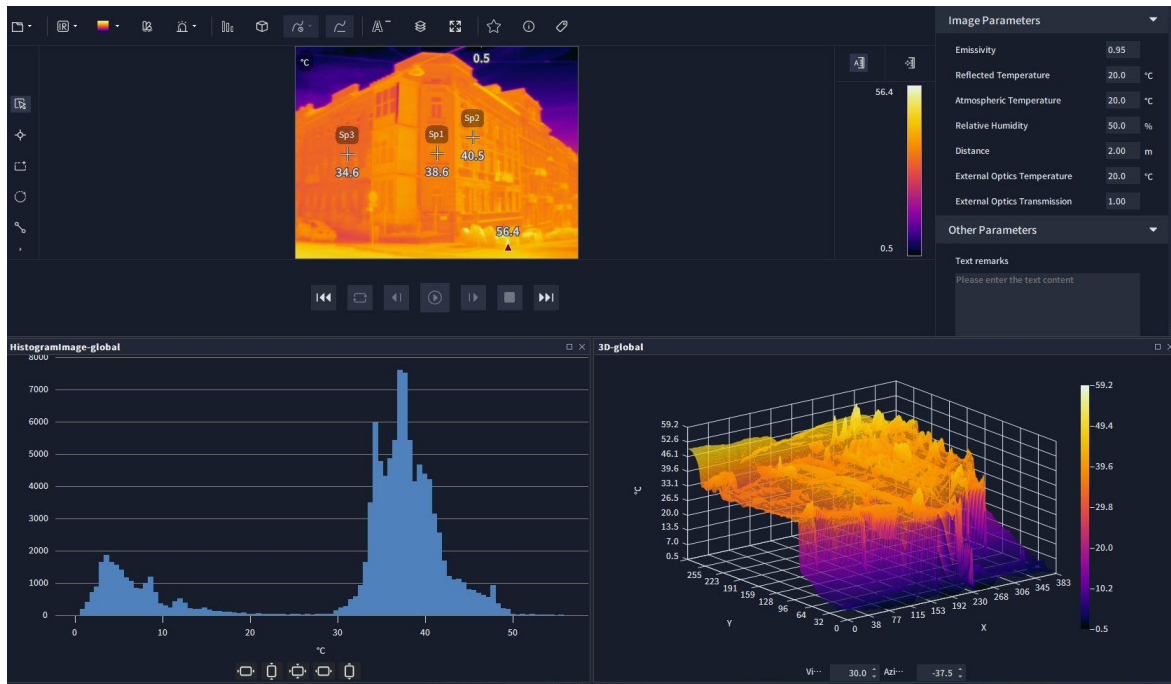 IR
A
Image Parameters
°C
0.5
A
56.4
Emissivity
0.95
Reflected Temperature
20.0
°C
Sp2
Atmospheric Temperature
20.0
°C
Sp3
Sp1
40.5
Relative Humidity
50.0
%
34.6
38.6
Distance
2.00
m
External Optics Temperature
20.0
°C
External Optics Transmission
1.00
56.4
0.5
Other Parameters
Text remarks
Please enter the text content
HistogramImage-global
8000
7000
6000
5000
4000
3000
2000
1000
0
0
10
20
30
40
50
°C
3D-global
59.2
52.6
46.1
39.6
33.1
26.5
20.0
13.5
7.0
0.5
°C
255
223
191
159
128
96
64
32
0
Y
0
38
77
115
153
192
230
268
306
345
383
X
59.2
49.4
39.6
29.8
20.0
10.2
0.5
Vi···
30.0
Azi···
-37.5